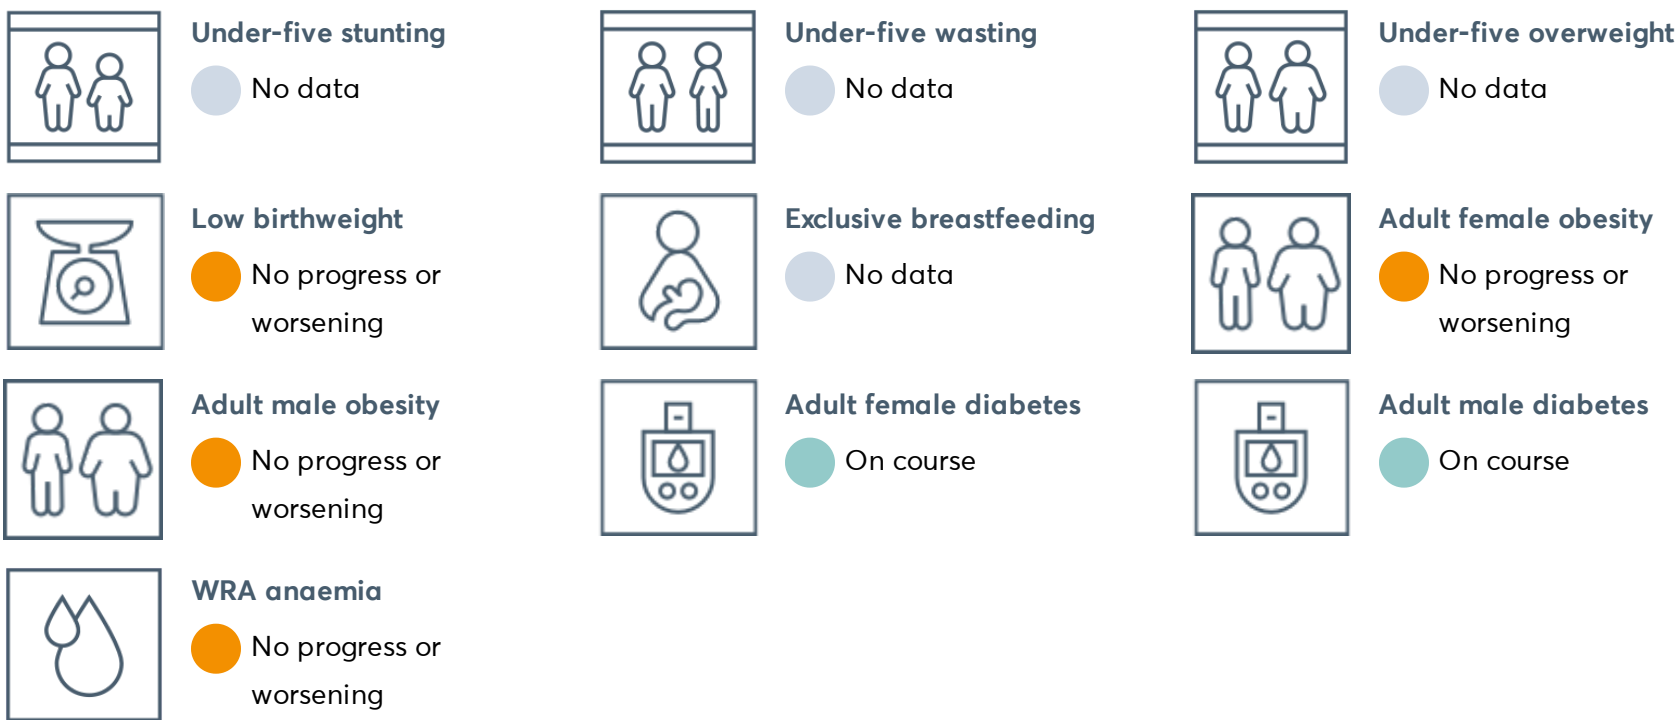 Under-five stunting
No data
Under-five wasting
No data
Under-five overweight
No data
Low birthweight
No progress or
worsening
Exclusive breastfeeding
No data
Adult female obesity
No progress or
worsening
Adult male obesity
No progress or
worsening
Adult female diabetes
On course
Adult male diabetes
On course
WRA anaemia
No progress or
worsening